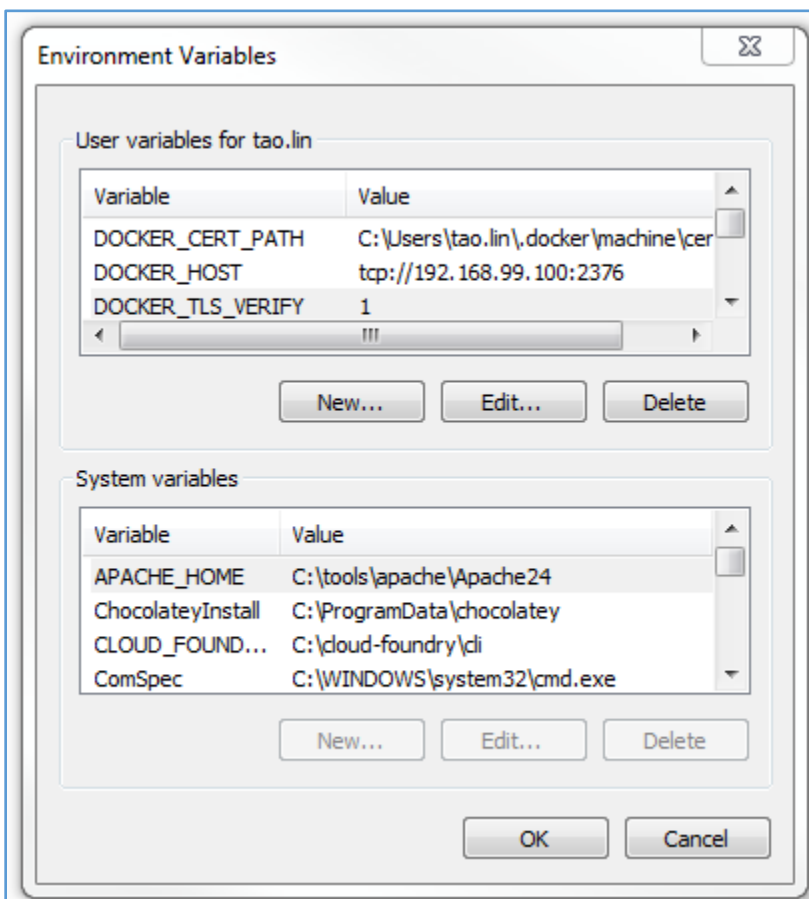 Environment Variables
User variables for tao.lin
Variable Value
DOCKER_CERT_PATH C:\Users\tao.lin\.docker\machine\cer
DOCKER_HOST tcp://192.168.99.100:2376
DOCKER_TLS_VERIFY 1
New... Edit... Delete
System variables
Variable Value
APACHE_HOME C:\tools\apache\Apache24
ChocolateyInstall C:\ProgramData\chocolatey
CLOUD_FOUND... C:\cloud-foundry\cli
ComSpec C:\WINDOWS\system32\cmd.exe
New... Edit... Delete
OK Cancel